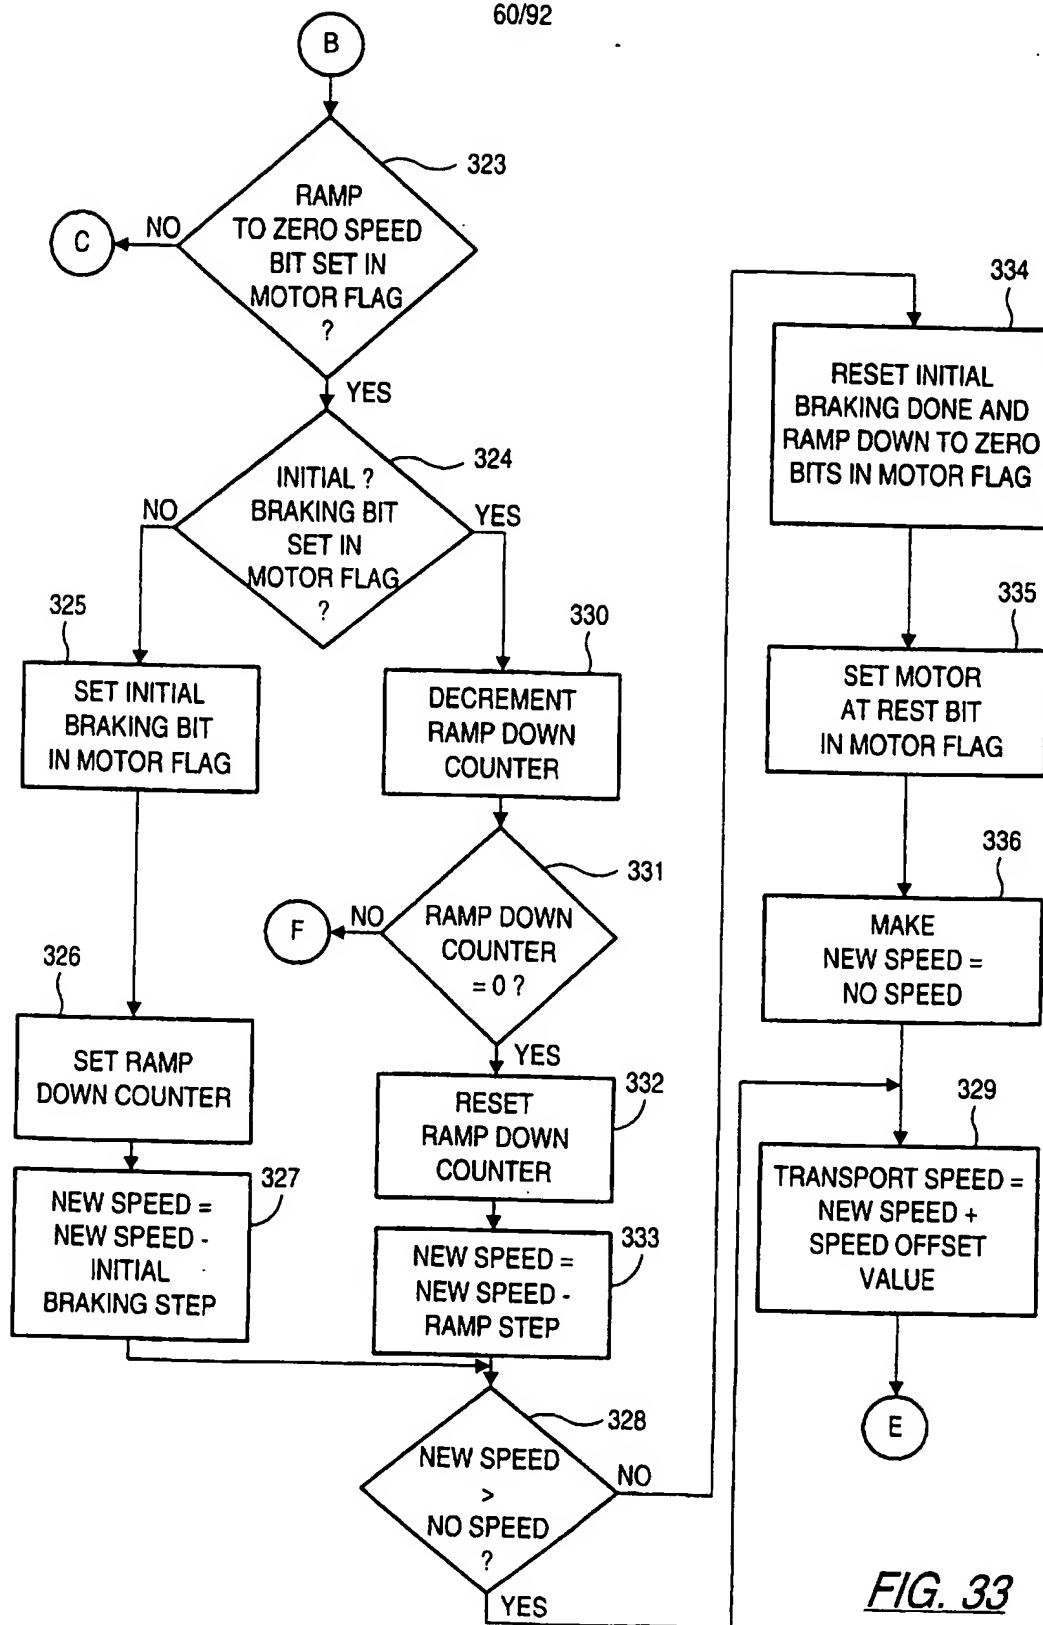 60/92
B
323
RAMP
TO ZERO SPEED
BIT SET IN
MOTOR FLAG
?
NO
C
YES
324
INITIAL ?
BRAKING BIT
SET IN
MOTOR FLAG
?
NO
YES
325
SET INITIAL
BRAKING BIT
IN MOTOR FLAG
326
SET RAMP
DOWN COUNTER
327
NEW SPEED =
NEW SPEED -
INITIAL
BRAKING STEP
330
DECREMENT
RAMP DOWN
COUNTER
331
RAMP DOWN
COUNTER
= 0 ?
NO
F
YES
332
RESET
RAMP DOWN
COUNTER
333
NEW SPEED =
NEW SPEED -
RAMP STEP
328
NEW SPEED
>
NO SPEED
?
NO
YES
334
RESET INITIAL
BRAKING DONE AND
RAMP DOWN TO ZERO
BITS IN MOTOR FLAG
335
SET MOTOR
AT REST BIT
IN MOTOR FLAG
336
MAKE
NEW SPEED =
NO SPEED
329
TRANSPORT SPEED =
NEW SPEED +
SPEED OFFSET
VALUE
E
FIG. 33